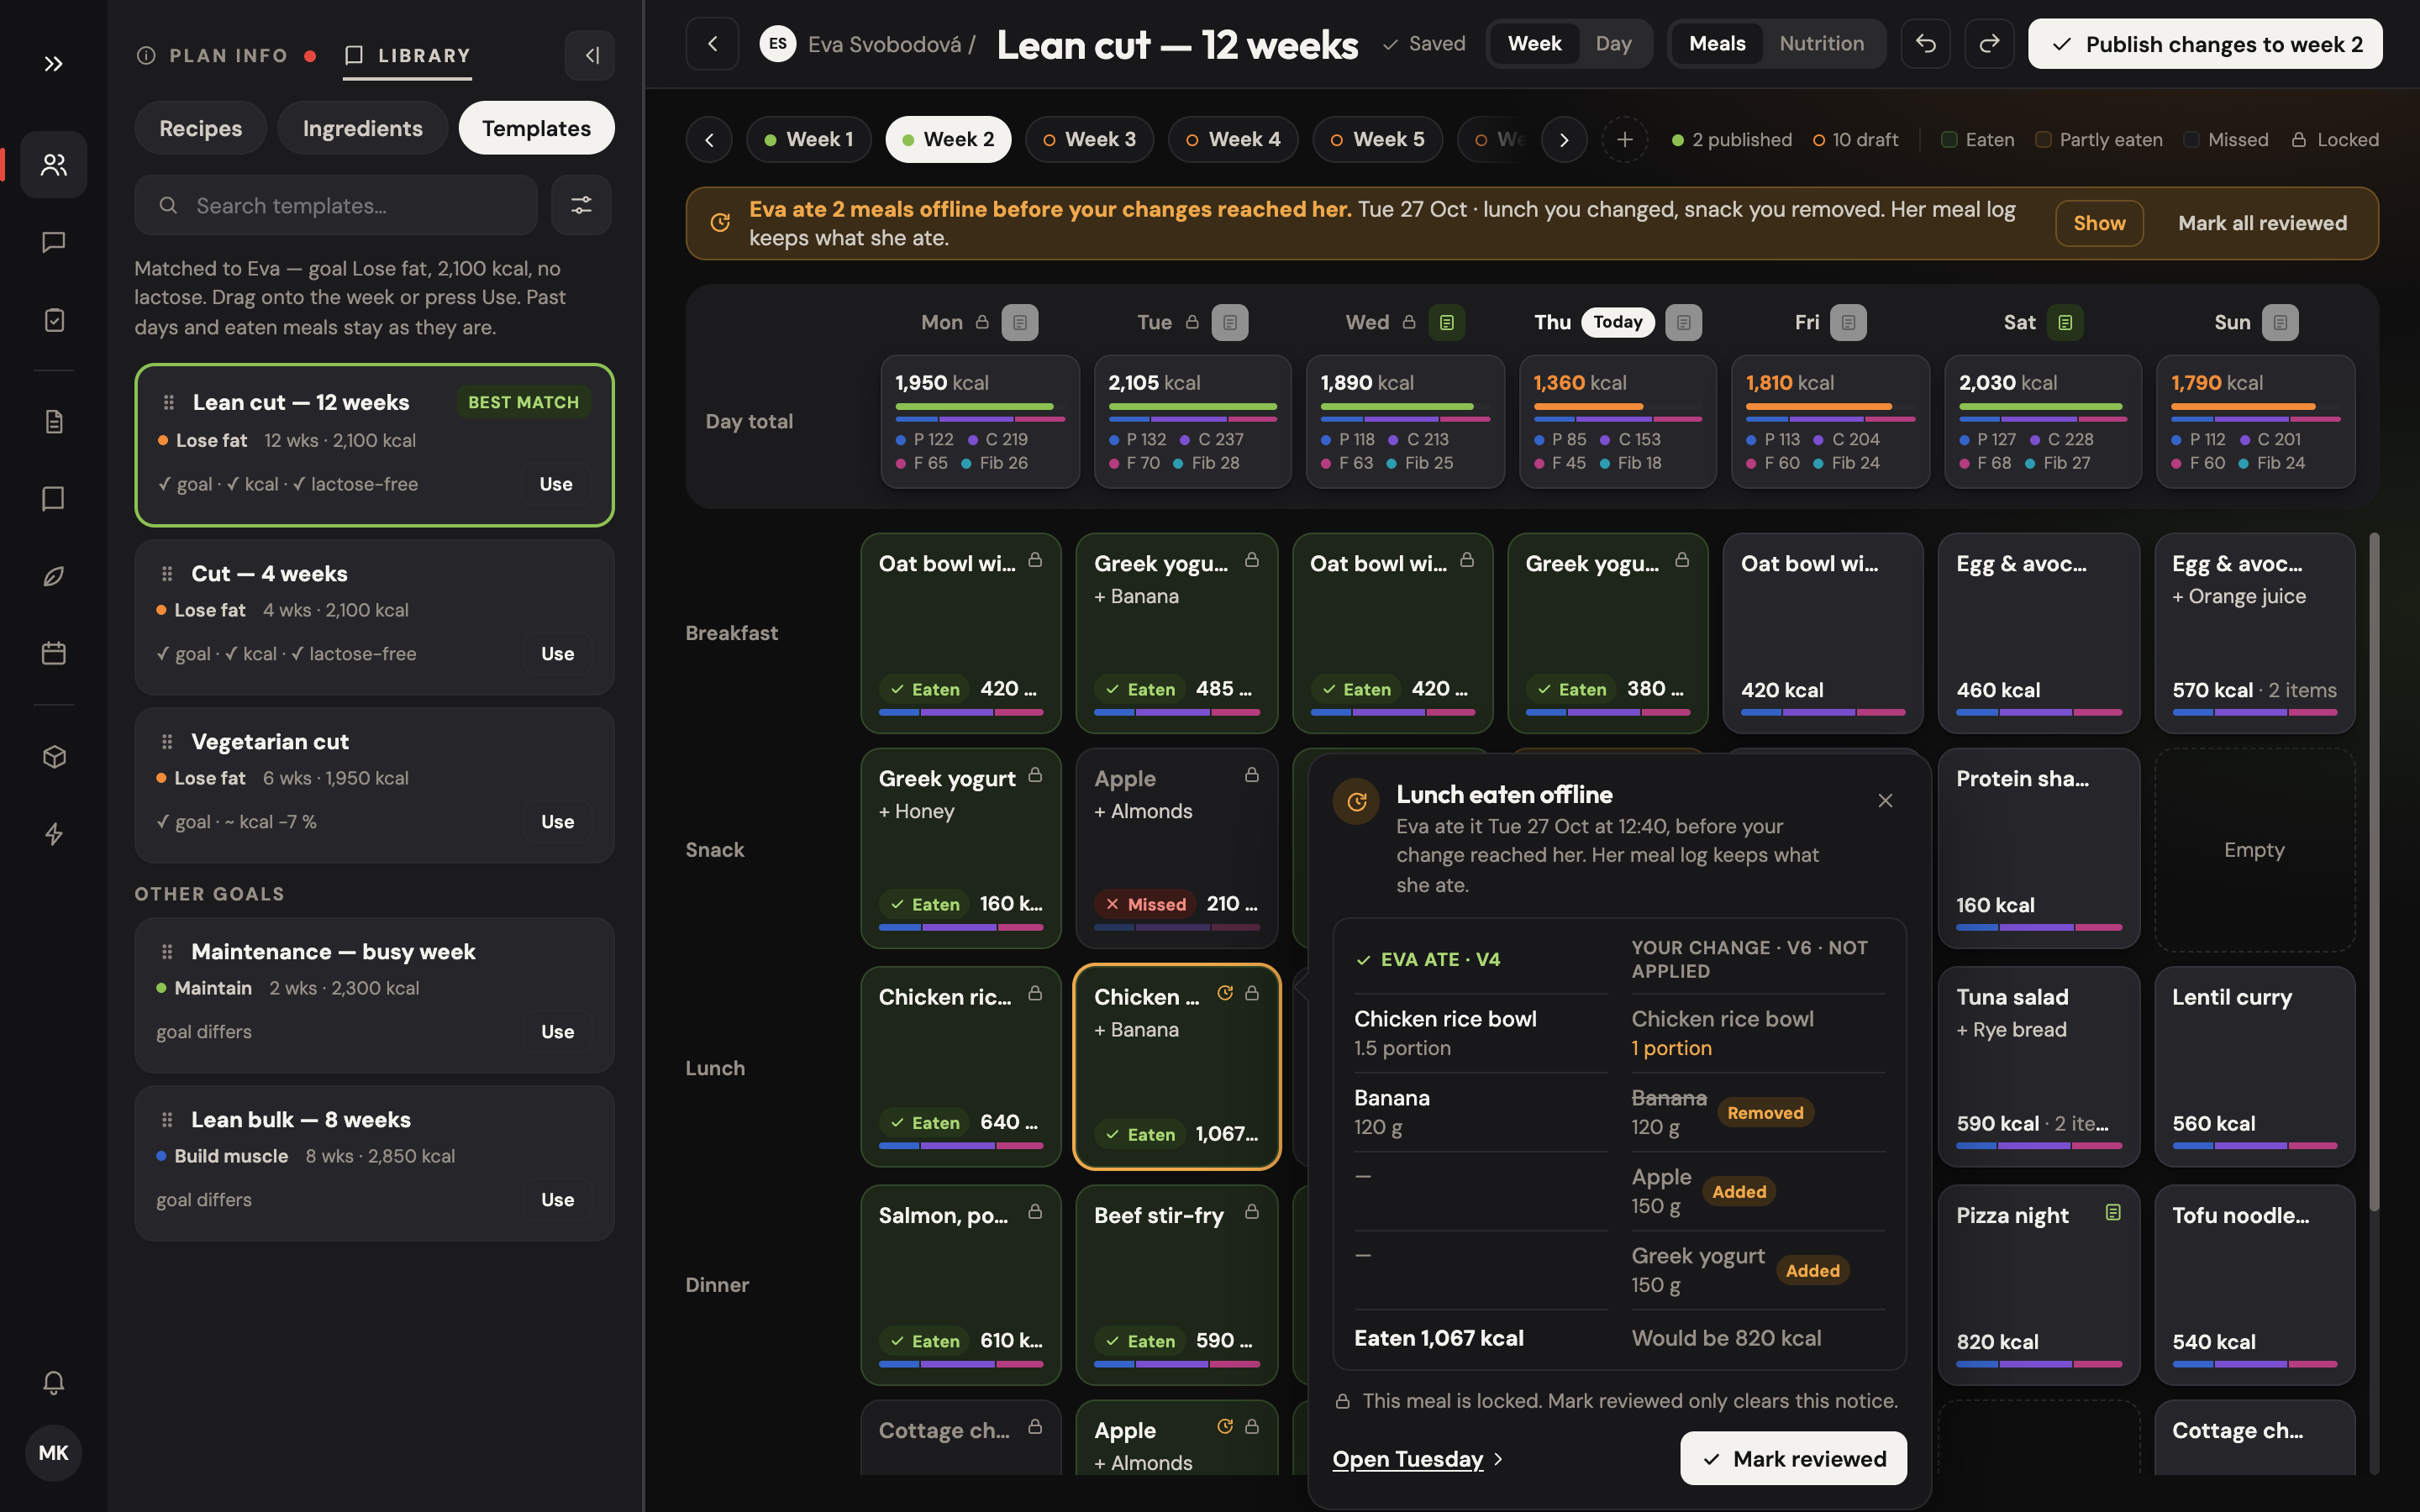 PLAN INFO
LIBRARY
Recipes
Ingredients
Templates
Search templates...
Matched to Eva — goal Lose fat, 2,100 kcal, no
lactose. Drag onto the week or press Use. Past
days and eaten meals stay as they are.
Lean cut — 12 weeks
BEST MATCH
Lose fat 12 wks · 2,100 kcal
✓ goal · ✓ kcal · ✓ lactose-free
Use
Cut — 4 weeks
Lose fat 4 wks · 2,100 kcal
✓ goal · ✓ kcal · ✓ lactose-free
Use
Vegetarian cut
Lose fat 6 wks · 1,950 kcal
✓ goal · ~ kcal -7 %
Use
OTHER GOALS
Maintenance — busy week
Maintain 2 wks · 2,300 kcal
goal differs
Use
Lean bulk — 8 weeks
Build muscle 8 wks · 2,850 kcal
goal differs
Use
MK
ES
Eva Svobodová /
Lean cut — 12 weeks
Saved
Week
Day
Meals
Nutrition
Publish changes to week 2
Week 1
Week 2
Week 3
Week 4
Week 5
We
2 published
10 draft
Eaten
Partly eaten
Missed
Locked
Eva ate 2 meals offline before your changes reached her. Tue 27 Oct · lunch you changed, snack you removed. Her meal log
keeps what she ate.
Show
Mark all reviewed
Mon
Tue
Wed
Thu
Today
Fri
Sat
Sun
Day total
1,950 kcal
P 122 C 219
F 65 Fib 26
2,105 kcal
P 132 C 237
F 70 Fib 28
1,890 kcal
P 118 C 213
F 63 Fib 25
1,360 kcal
P 85 C 153
F 45 Fib 18
1,810 kcal
P 113 C 204
F 60 Fib 24
2,030 kcal
P 127 C 228
F 68 Fib 27
1,790 kcal
P 112 C 201
F 60 Fib 24
Breakfast
Oat bowl wi...
Eaten 420 ...
Greek yogu...
+ Banana
Eaten 485 ...
Oat bowl wi...
Eaten 420 ...
Greek yogu...
Eaten 380 ...
Oat bowl wi...
420 kcal
Egg & avoc...
460 kcal
Egg & avoc...
+ Orange juice
570 kcal · 2 items
Snack
Greek yogurt
+ Honey
Eaten 160 k...
Apple
+ Almonds
Missed 210 ...
Protein sha...
160 kcal
Empty
Lunch
Chicken ric...
Eaten 640 ...
Chicken ...
+ Banana
Eaten 1,067...
Tuna salad
+ Rye bread
590 kcal · 2 ite...
Lentil curry
560 kcal
Dinner
Salmon, po...
Eaten 610 k...
Beef stir-fry
Eaten 590 ...
Pizza night
820 kcal
Tofu noodle...
540 kcal
Cottage ch...
Apple
+ Almonds
Cottage ch...
Lunch eaten offline
Eva ate it Tue 27 Oct at 12:40, before your
change reached her. Her meal log keeps what
she ate.
EVA ATE · V4
YOUR CHANGE · V6 · NOT
APPLIED
Chicken rice bowl
1.5 portion
Chicken rice bowl
1 portion
Banana
120 g
Banana
120 g
Removed
—
Apple
150 g
Added
—
Greek yogurt
150 g
Added
Eaten 1,067 kcal
Would be 820 kcal
This meal is locked. Mark reviewed only clears this notice.
Open Tuesday
Mark reviewed